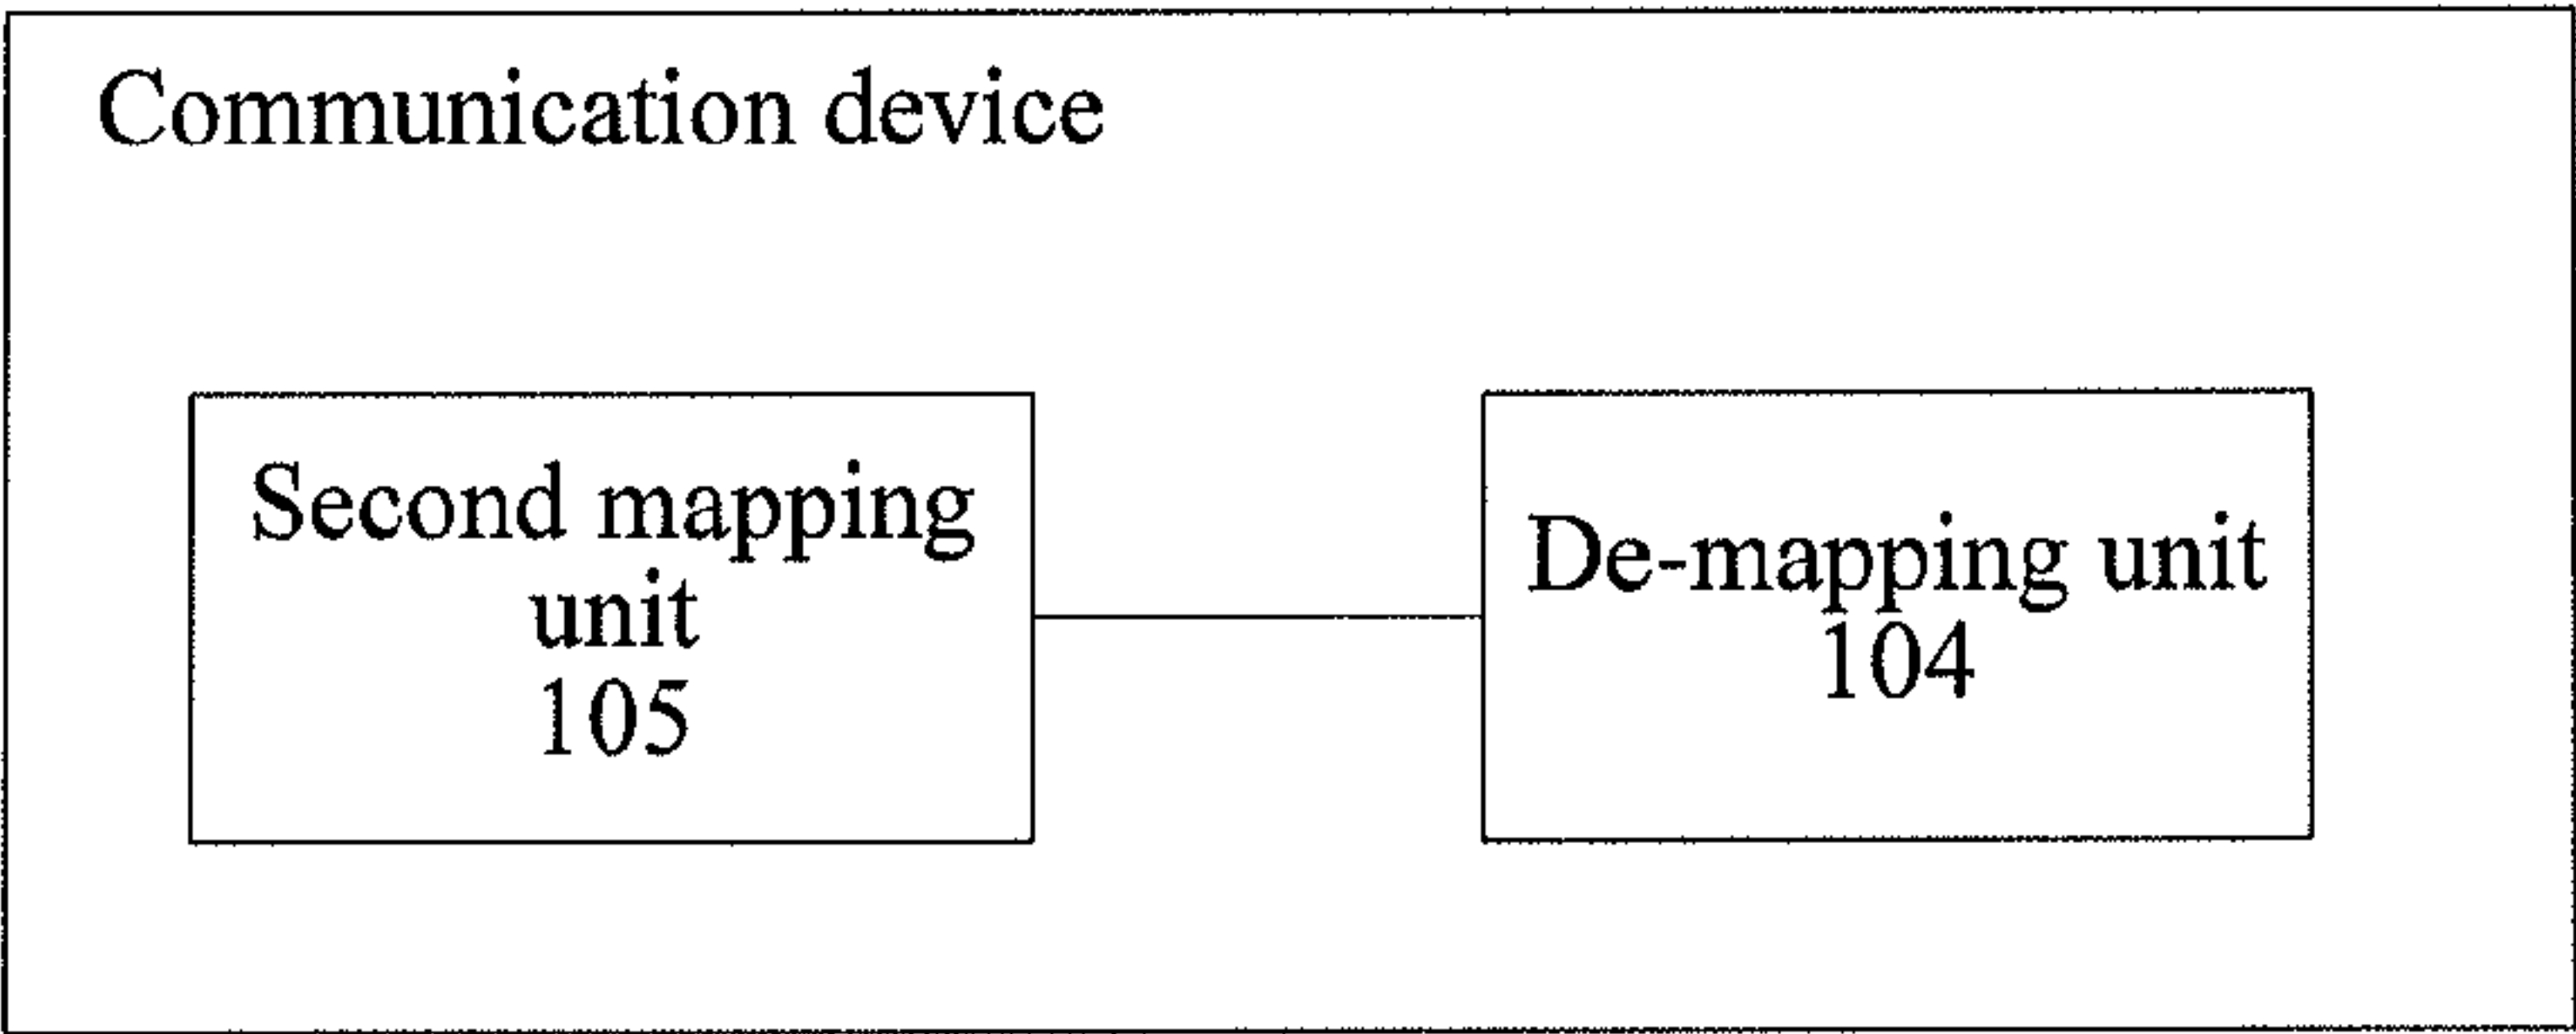 Communication device
Second mapping
unit
105
De-mapping unit
104